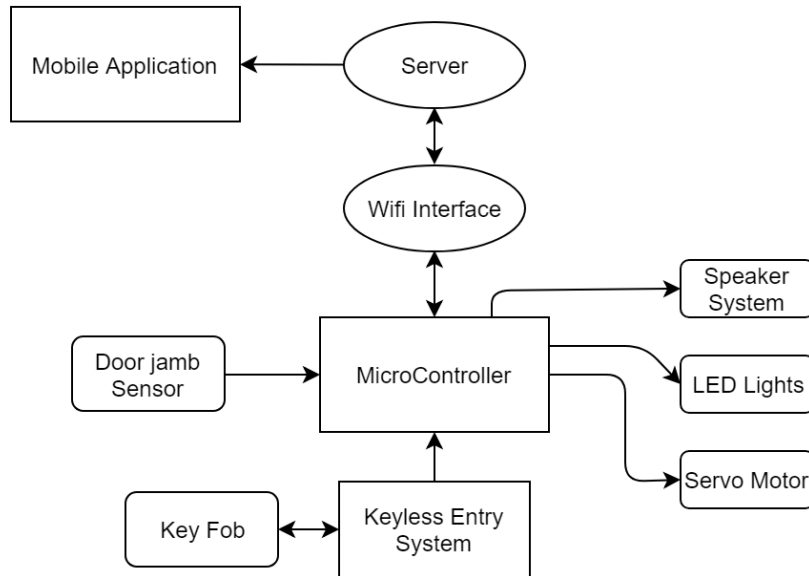 Mobile Application
Server
Wifi Interface
Speaker
System
Door jamb
Sensor
MicroController
LED Lights
Servo Motor
Key Fob
Keyless Entry
System